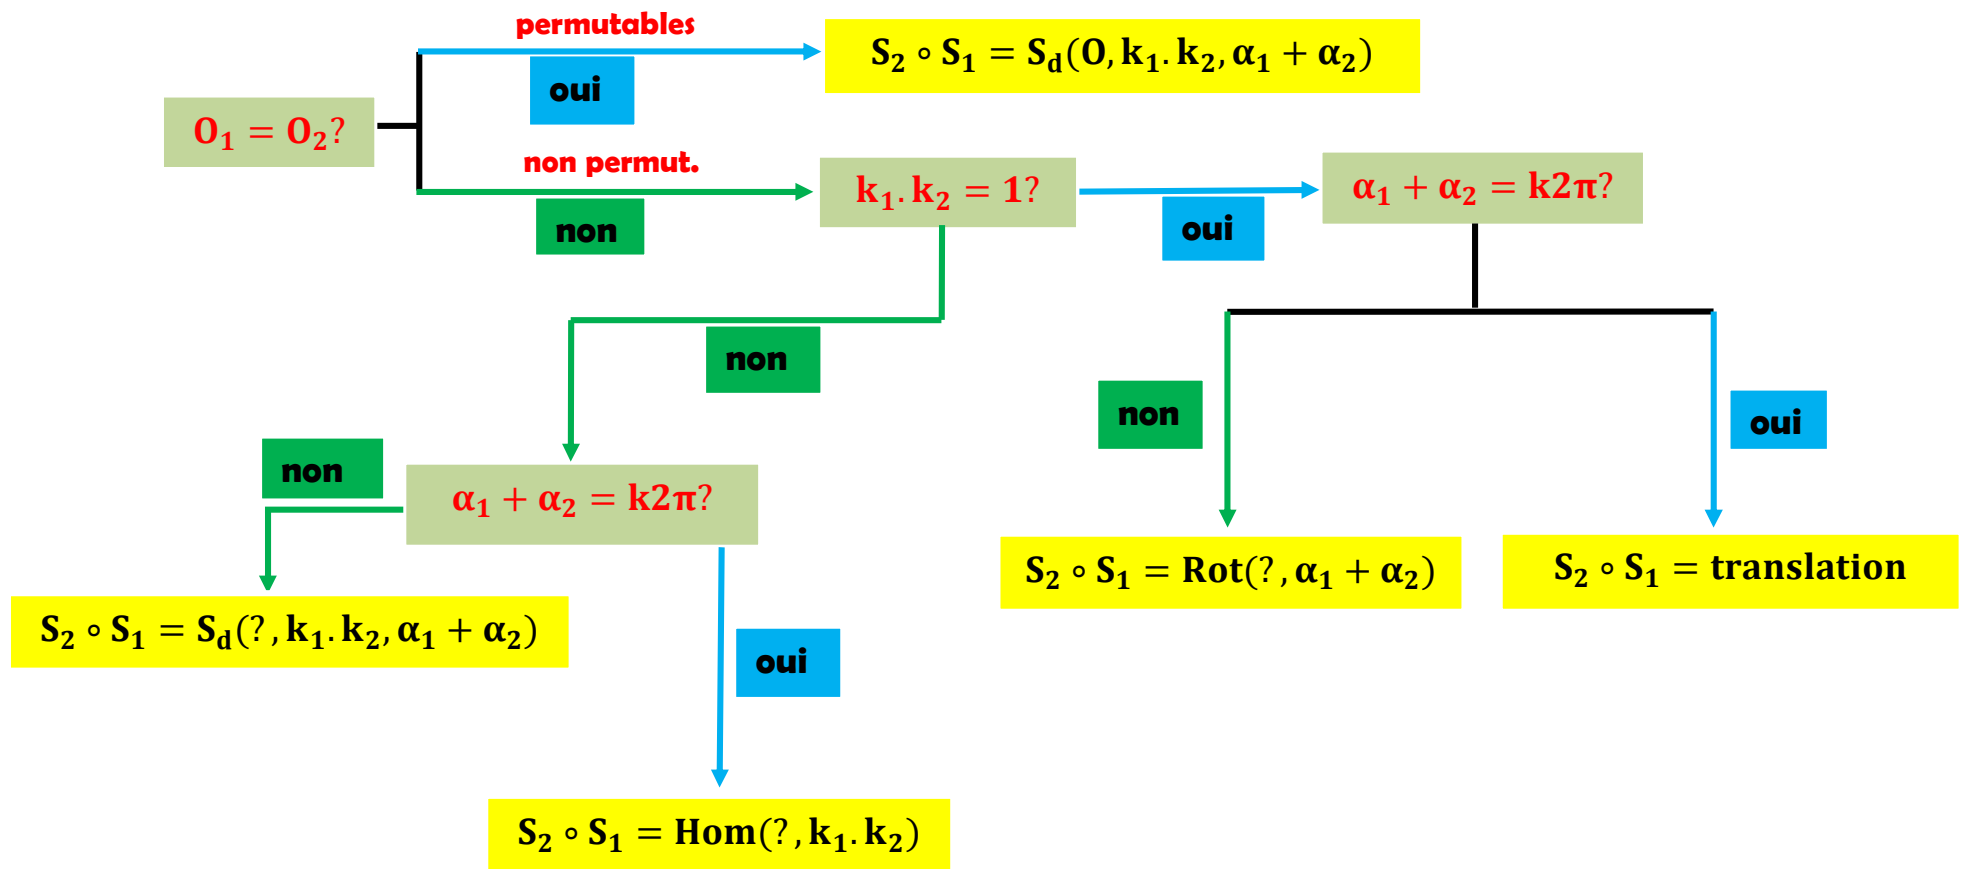 permutables
S₂ ∘ S₁ = S_d(O, k₁. k₂, α₁ + α₂)
oui
O₁ = O₂?
non permut.
k₁. k₂ = 1?
α₁ + α₂ = k2π?
non
oui
non
non
oui
non
α₁ + α₂ = k2π?
S₂ ∘ S₁ = Rot(?, α₁ + α₂)
S₂ ∘ S₁ = translation
S₂ ∘ S₁ = S_d(?, k₁. k₂, α₁ + α₂)
oui
S₂ ∘ S₁ = Hom(?, k₁. k₂)